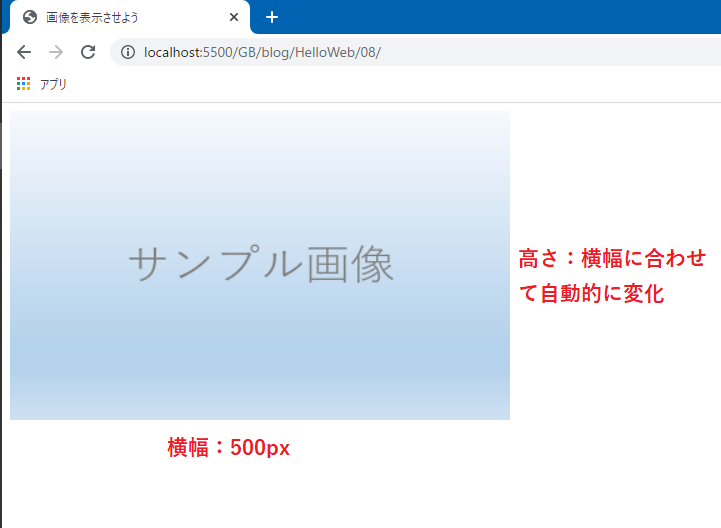 画像を表示させよう
localhost:5500/GB/blog/HelloWeb/08/
アプリ
サンプル画像
高さ：横幅に合わせ
て自動的に変化
横幅：500px